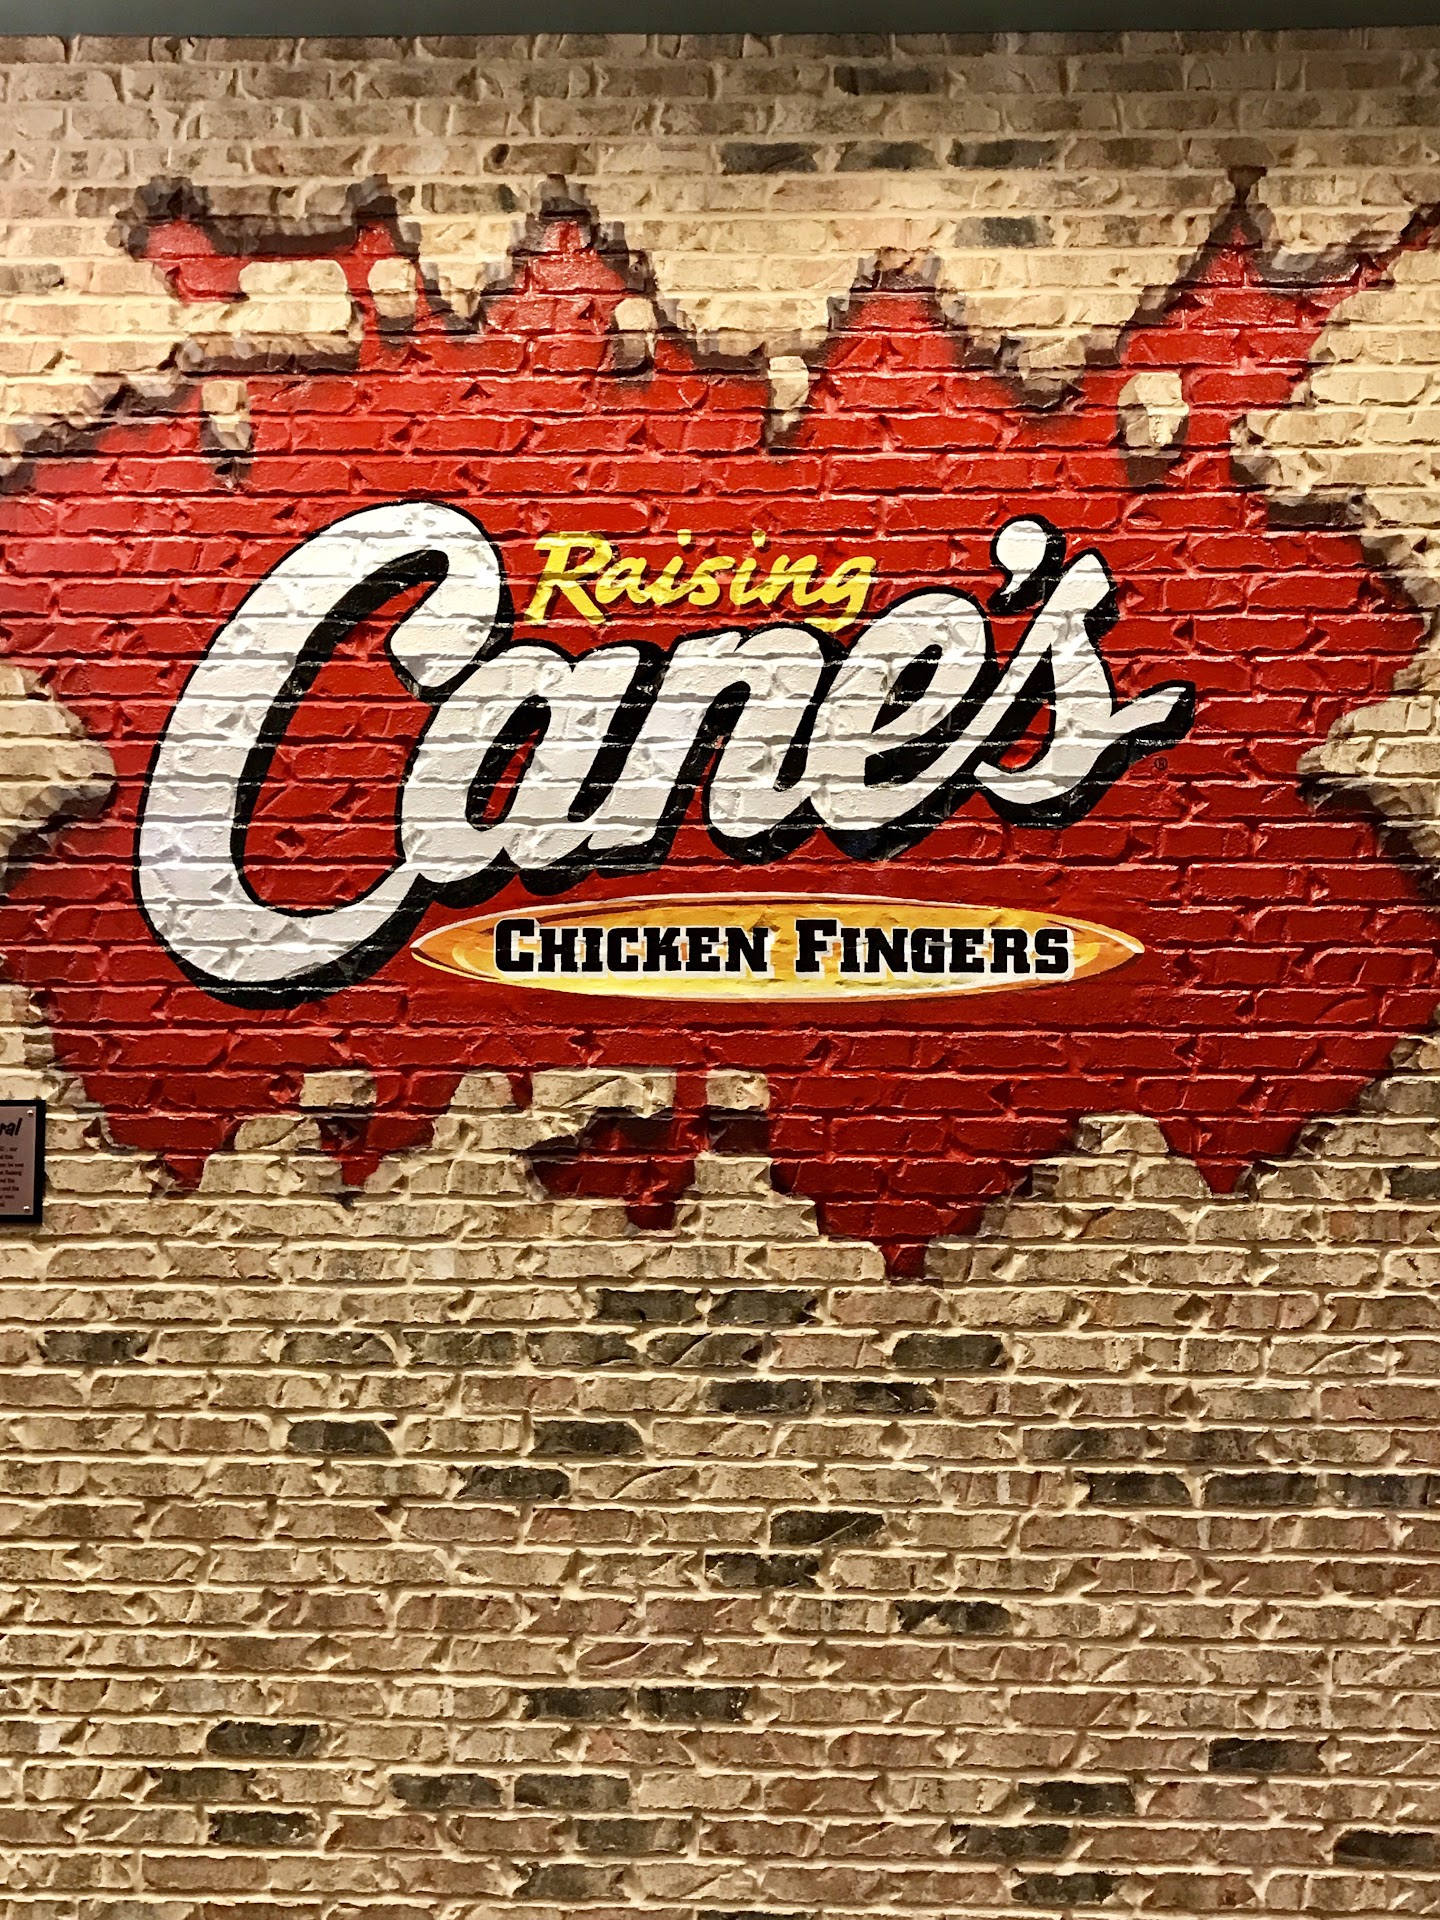 Raising
Cane's
®
CHICKEN FINGERS